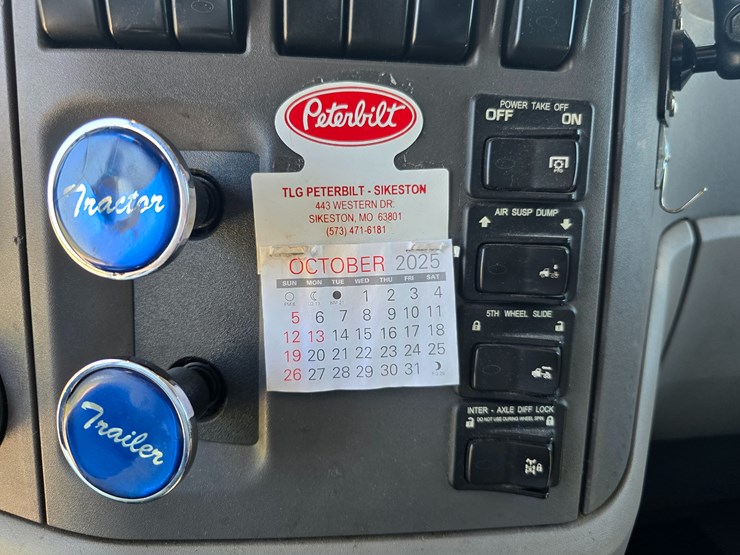 Tractor
Trailer
Peterbilt
TLG PETERBILT - SIKESTON
443 WESTERN DR.
SIKESTON, MO 63801
(573) 471-6181
OCTOBER 2025
SUN MON TUE WED THU FRI SAT
1 2 3 4
5 6 7 8 9 10 11
12 13 14 15 16 17 18
19 20 21 22 23 24 25
26 27 28 29 30 31
POWER TAKE OFF
OFF ON
PTO
AIR SUSP DUMP
5TH WHEEL SLIDE
INTER - AXLE DIFF LOCK
DO NOT USE DURING WHEEL SPIN